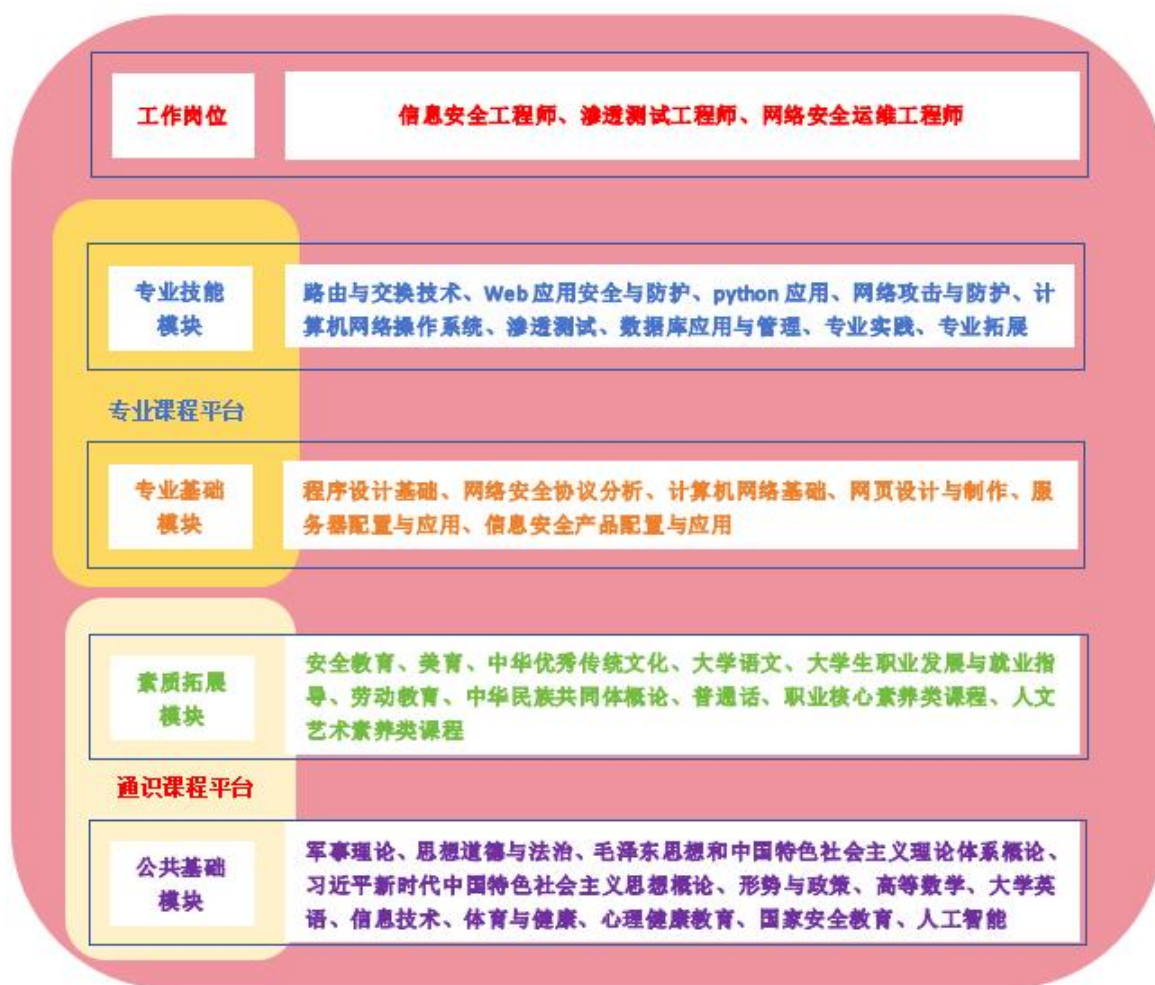 工作岗位
信息安全工程师、渗透测试工程师、网络安全运维工程师
专业技能
模块
路由与交换技术、Web 应用安全与防护、python 应用、网络攻击与防护、计
算机网络操作系统、渗透测试、数据库应用与管理、专业实践、专业拓展
专业课程平台
专业基础
模块
程序设计基础、网络安全协议分析、计算机网络基础、网页设计与制作、服
务器配置与应用、信息安全产品配置与应用
素质拓展
模块
安全教育、美育、中华优秀传统文化、大学语文、大学生职业发展与就业指
导、劳动教育、中华民族共同体概论、普通话、职业核心素养类课程、人文
艺术素养类课程
通识课程平台
公共基础
模块
军事理论、思想道德与法治、毛泽东思想和中国特色社会主义理论体系概论、
习近平新时代中国特色社会主义思想概论、形势与政策、高等数学、大学英
语、信息技术、体育与健康、心理健康教育、国家安全教育、人工智能